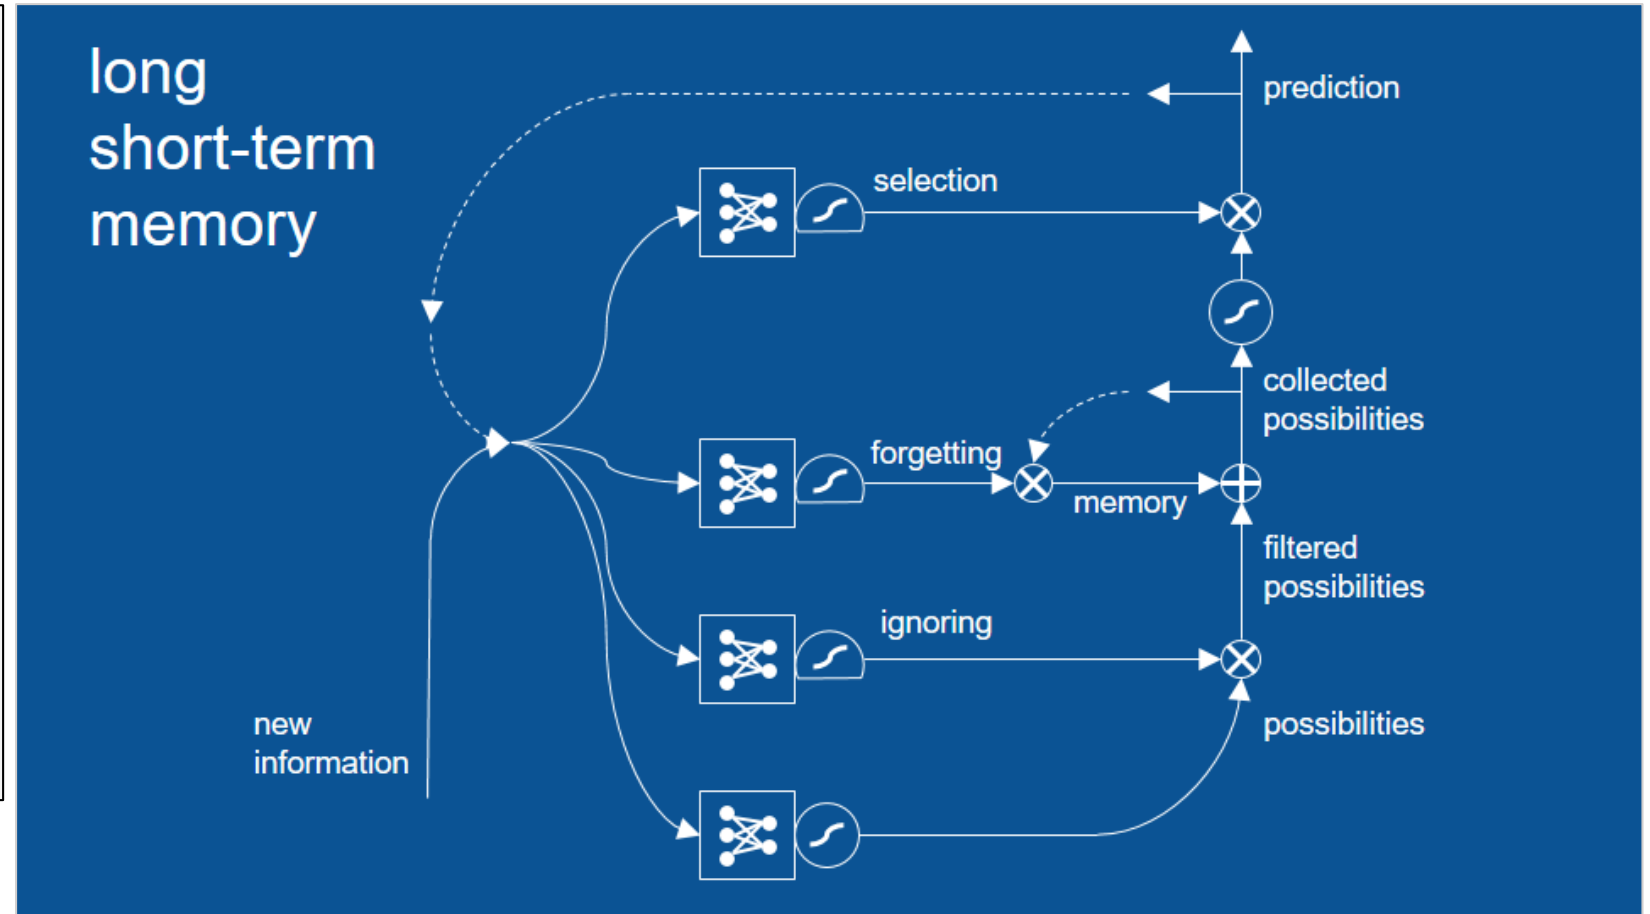 long
short-term
memory
prediction
selection
collected
possibilities
forgetting
memory
filtered
possibilities
ignoring
possibilities
new
information